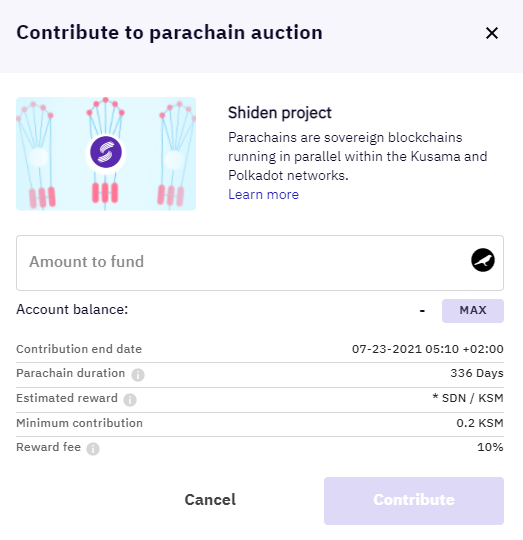 Contribute to parachain auction
Shiden project
Parachains are sovereign blockchains
running in parallel within the Kusama and
Polkadot networks.
Learn more
Amount to fund
Account balance: - MAX
Contribution end date 07-23-2021 05:10 +02:00
Parachain duration 336 Days
Estimated reward * SDN / KSM
Minimum contribution 0.2 KSM
Reward fee 10%
Cancel Contribute